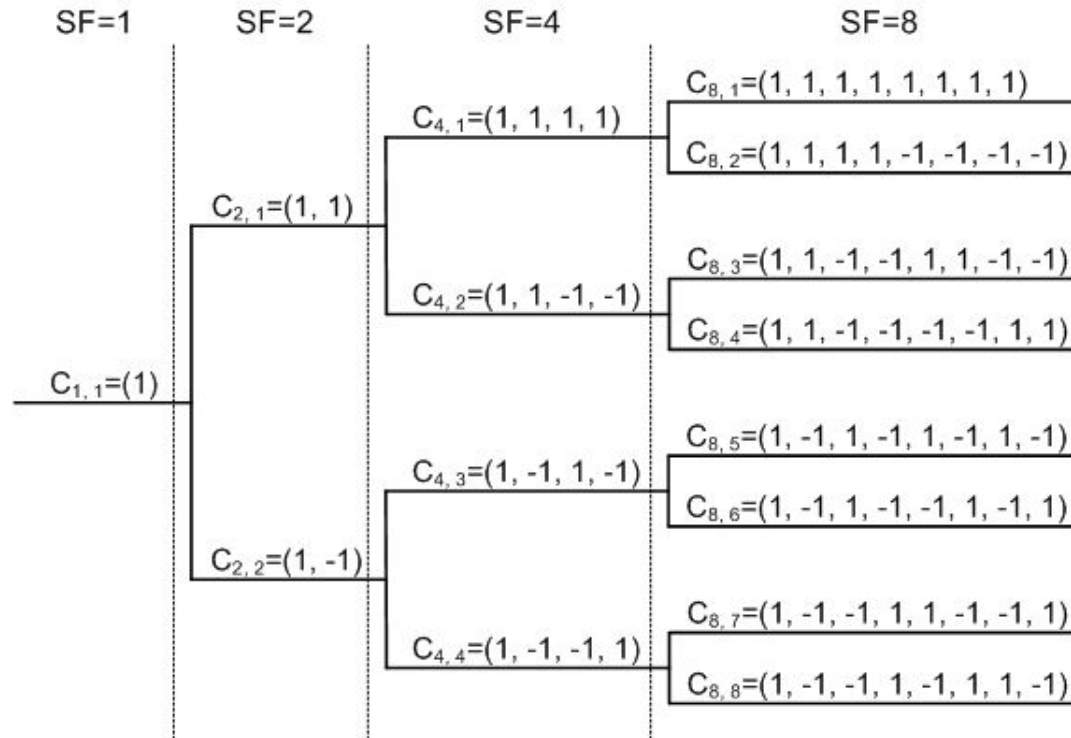 SF=1 SF=2 SF=4 SF=8
C8, 1=(1, 1, 1, 1, 1, 1, 1, 1)
C4, 1=(1, 1, 1, 1)
C8, 2=(1, 1, 1, 1, -1, -1, -1, -1)
C2, 1=(1, 1)
C8, 3=(1, 1, -1, -1, 1, 1, -1, -1)
C4, 2=(1, 1, -1, -1)
C8, 4=(1, 1, -1, -1, -1, -1, 1, 1)
C1, 1=(1)
C8, 5=(1, -1, 1, -1, 1, -1, 1, -1)
C4, 3=(1, -1, 1, -1)
C8, 6=(1, -1, 1, -1, -1, 1, -1, 1)
C2, 2=(1, -1)
C8, 7=(1, -1, -1, 1, 1, -1, -1, 1)
C4, 4=(1, -1, -1, 1)
C8, 8=(1, -1, -1, 1, -1, 1, 1, -1)